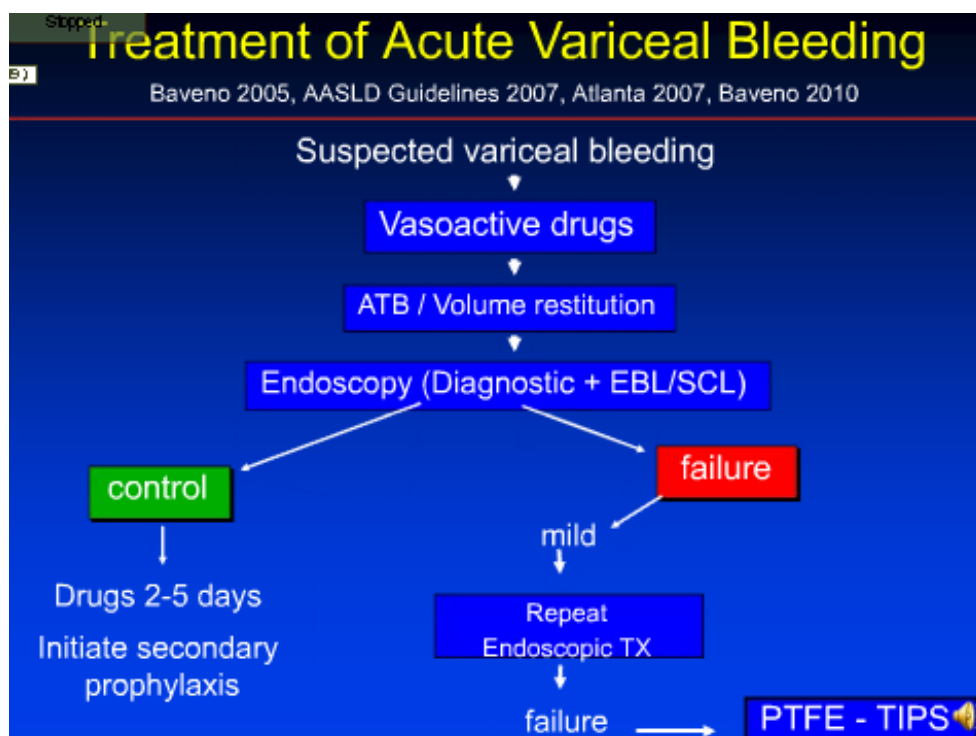 Stopped
Treatment of Acute Variceal Bleeding
9)
Baveno 2005, AASLD Guidelines 2007, Atlanta 2007, Baveno 2010
Suspected variceal bleeding
Vasoactive drugs
ATB / Volume restitution
Endoscopy (Diagnostic + EBL/SCL)
control
failure
mild
Drugs 2-5 days
Initiate secondary
prophylaxis
Repeat
Endoscopic TX
failure
PTFE - TIPS